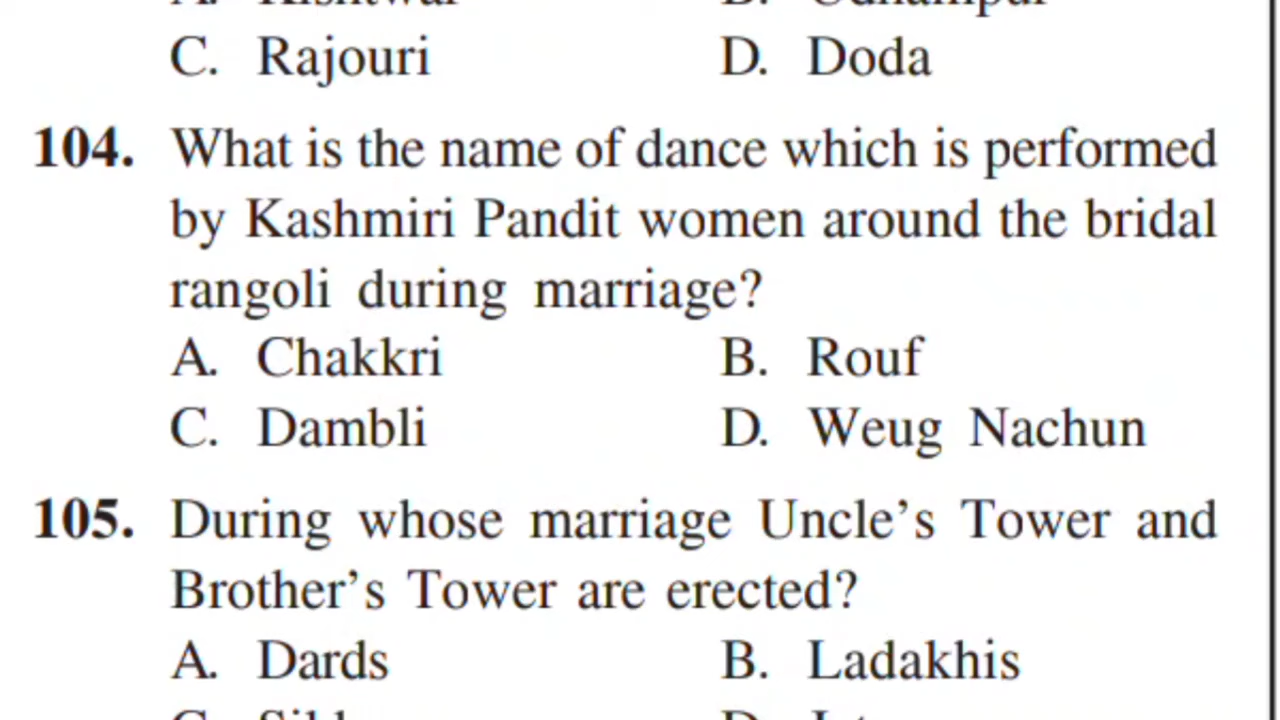 C. Rajouri D. Doda
104. What is the name of dance which is performed
by Kashmiri Pandit women around the bridal
rangoli during marriage?
A. Chakkri B. Rouf
C. Dambli D. Weug Nachun
105. During whose marriage Uncle's Tower and
Brother's Tower are erected?
A. Dards B. Ladakhis